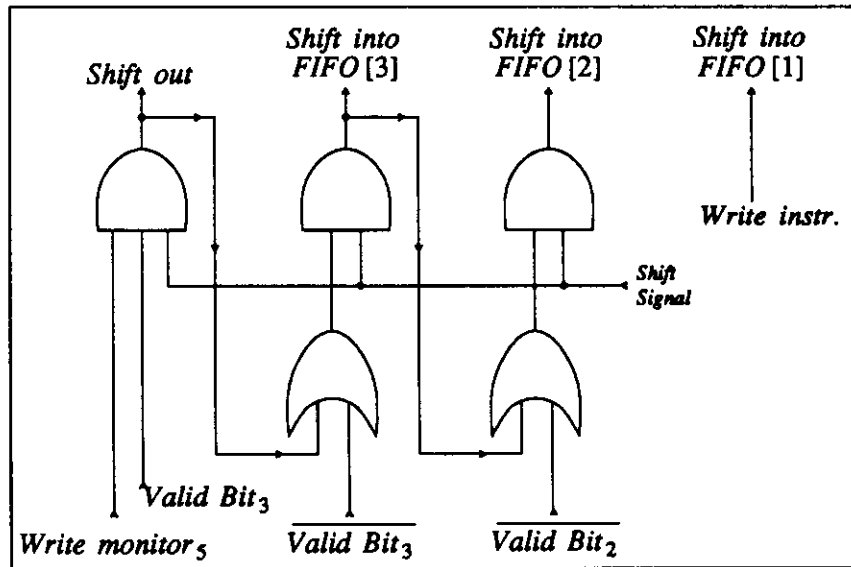 Shift out
Shift into
FIFO [3]
Shift into
FIFO [2]
Shift into
FIFO [1]
Write instr.
Shift
Signal
Valid Bit3
Write monitor5
Valid Bit3
Valid Bit2